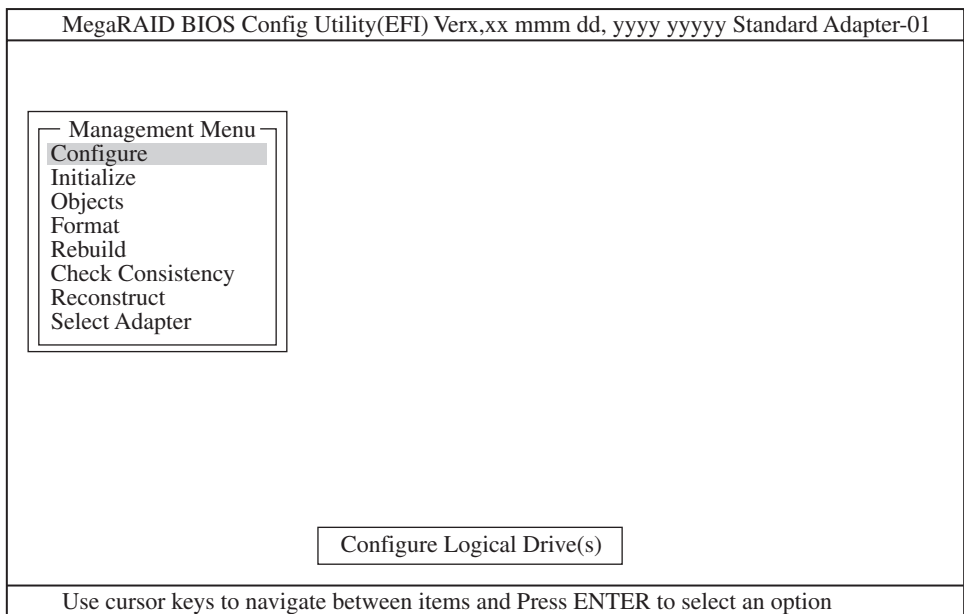 MegaRAID BIOS Config Utility(EFI) Verx,xx mmm dd, yyyy yyyyy Standard Adapter-01
Management Menu
Configure
Initialize
Objects
Format
Rebuild
Check Consistency
Reconstruct
Select Adapter
Configure Logical Drive(s)
Use cursor keys to navigate between items and Press ENTER to select an option